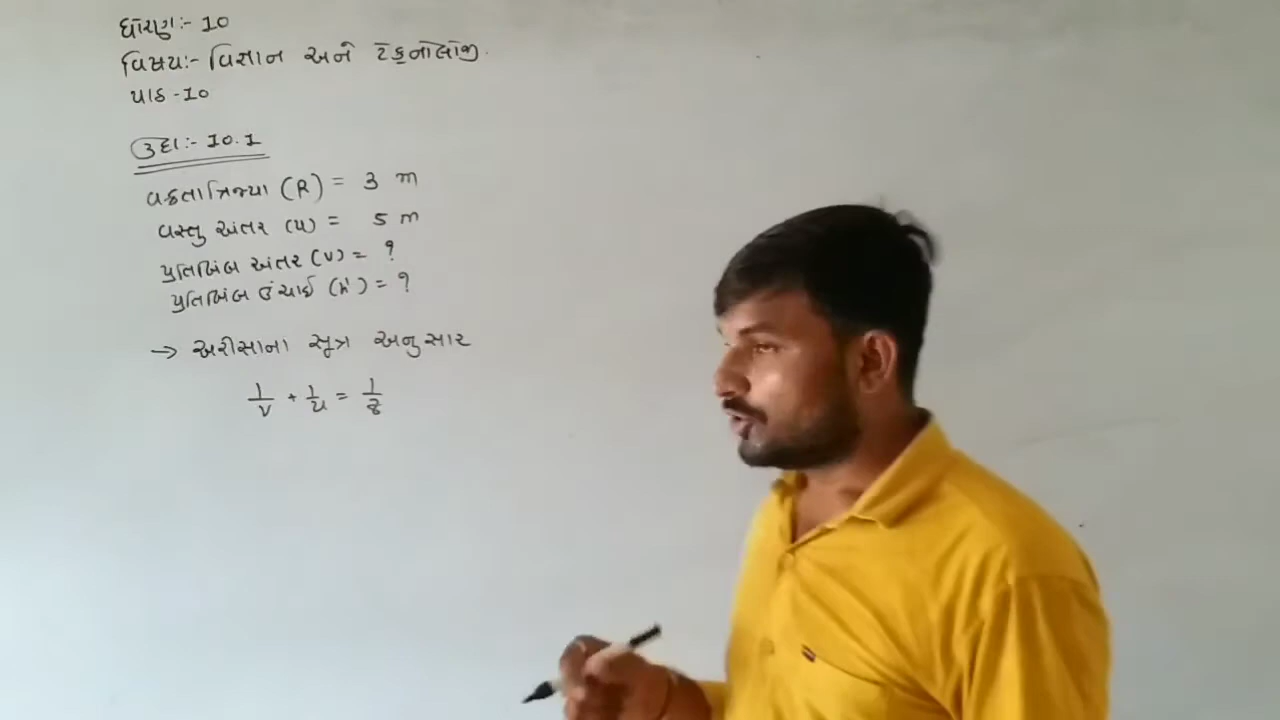 ધોરણ:- 10
વિષય:- વિજ્ઞાન અને ટેકનોલોજી.
પાઠ -10
ઉદા:- 10.1
વક્રતાત્રિજ્યા (R) = 3 m
વસ્તુ અંતર (u) = 5 m
પ્રતિબિંબ અંતર (v) = ?
પ્રતિબિંબ ઉંચાઈ (h') = ?
→ અરીસાના સૂત્ર અનુસાર
1/v + 1/u = 1/f